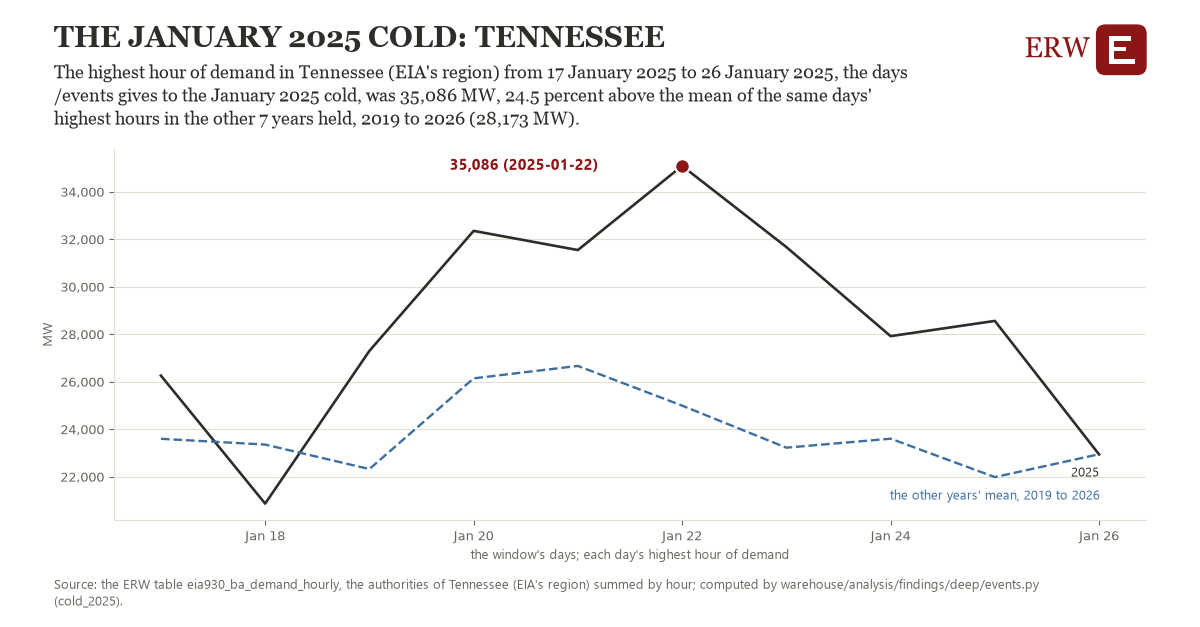 THE JANUARY 2025 COLD: TENNESSEE
ERW E
The highest hour of demand in Tennessee (EIA's region) from 17 January 2025 to 26 January 2025, the days
/events gives to the January 2025 cold, was 35,086 MW, 24.5 percent above the mean of the same days'
highest hours in the other 7 years held, 2019 to 2026 (28,173 MW).
35,086 (2025-01-22)
34,000
32,000
30,000
28,000
26,000
24,000
22,000
MW
2025
the other years' mean, 2019 to 2026
Jan 18
Jan 20
Jan 22
Jan 24
Jan 26
the window's days; each day's highest hour of demand
Source: the ERW table eia930_ba_demand_hourly, the authorities of Tennessee (EIA's region) summed by hour; computed by warehouse/analysis/findings/deep/events.py
(cold_2025).